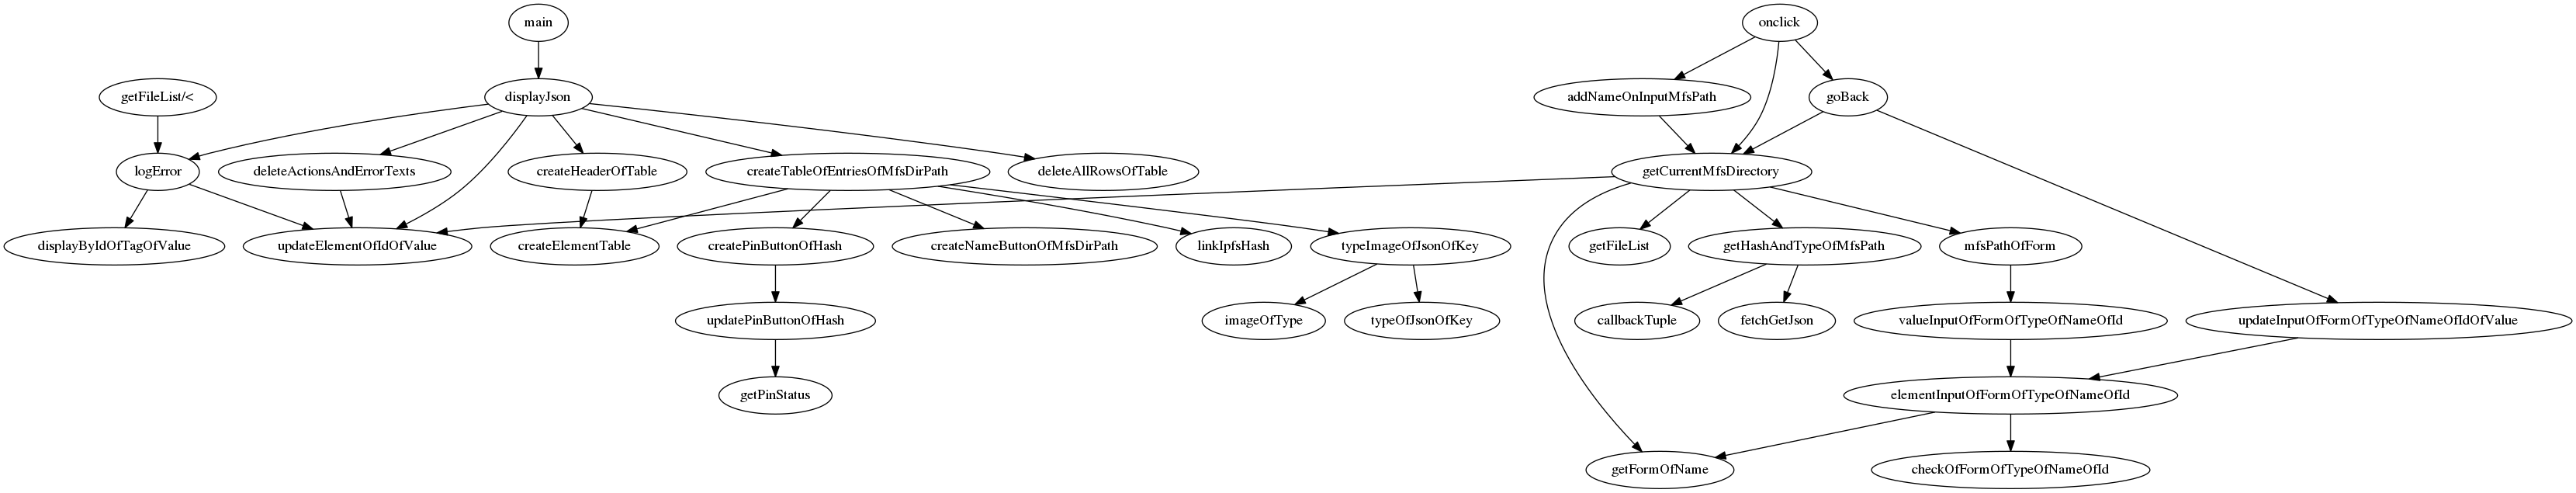 main
onclick
getFileList/<
displayJson
addNameOnInputMfsPath
goBack
logError
deleteActionsAndErrorTexts
createHeaderOfTable
createTableOfEntriesOfMfsDirPath
deleteAllRowsOfTable
getCurrentMfsDirectory
displayByIdOfTagOfValue
updateElementOfIdOfValue
createElementTable
createPinButtonOfHash
createNameButtonOfMfsDirPath
linkIpfsHash
typeImageOfJsonOfKey
getFileList
getHashAndTypeOfMfsPath
mfsPathOfForm
updatePinButtonOfHash
imageOfType
typeOfJsonOfKey
callbackTuple
fetchGetJson
valueInputOfFormOfTypeOfNameOfId
updateInputOfFormOfTypeOfNameOfIdOfValue
getPinStatus
elementInputOfFormOfTypeOfNameOfId
getFormOfName
checkOfFormOfTypeOfNameOfId